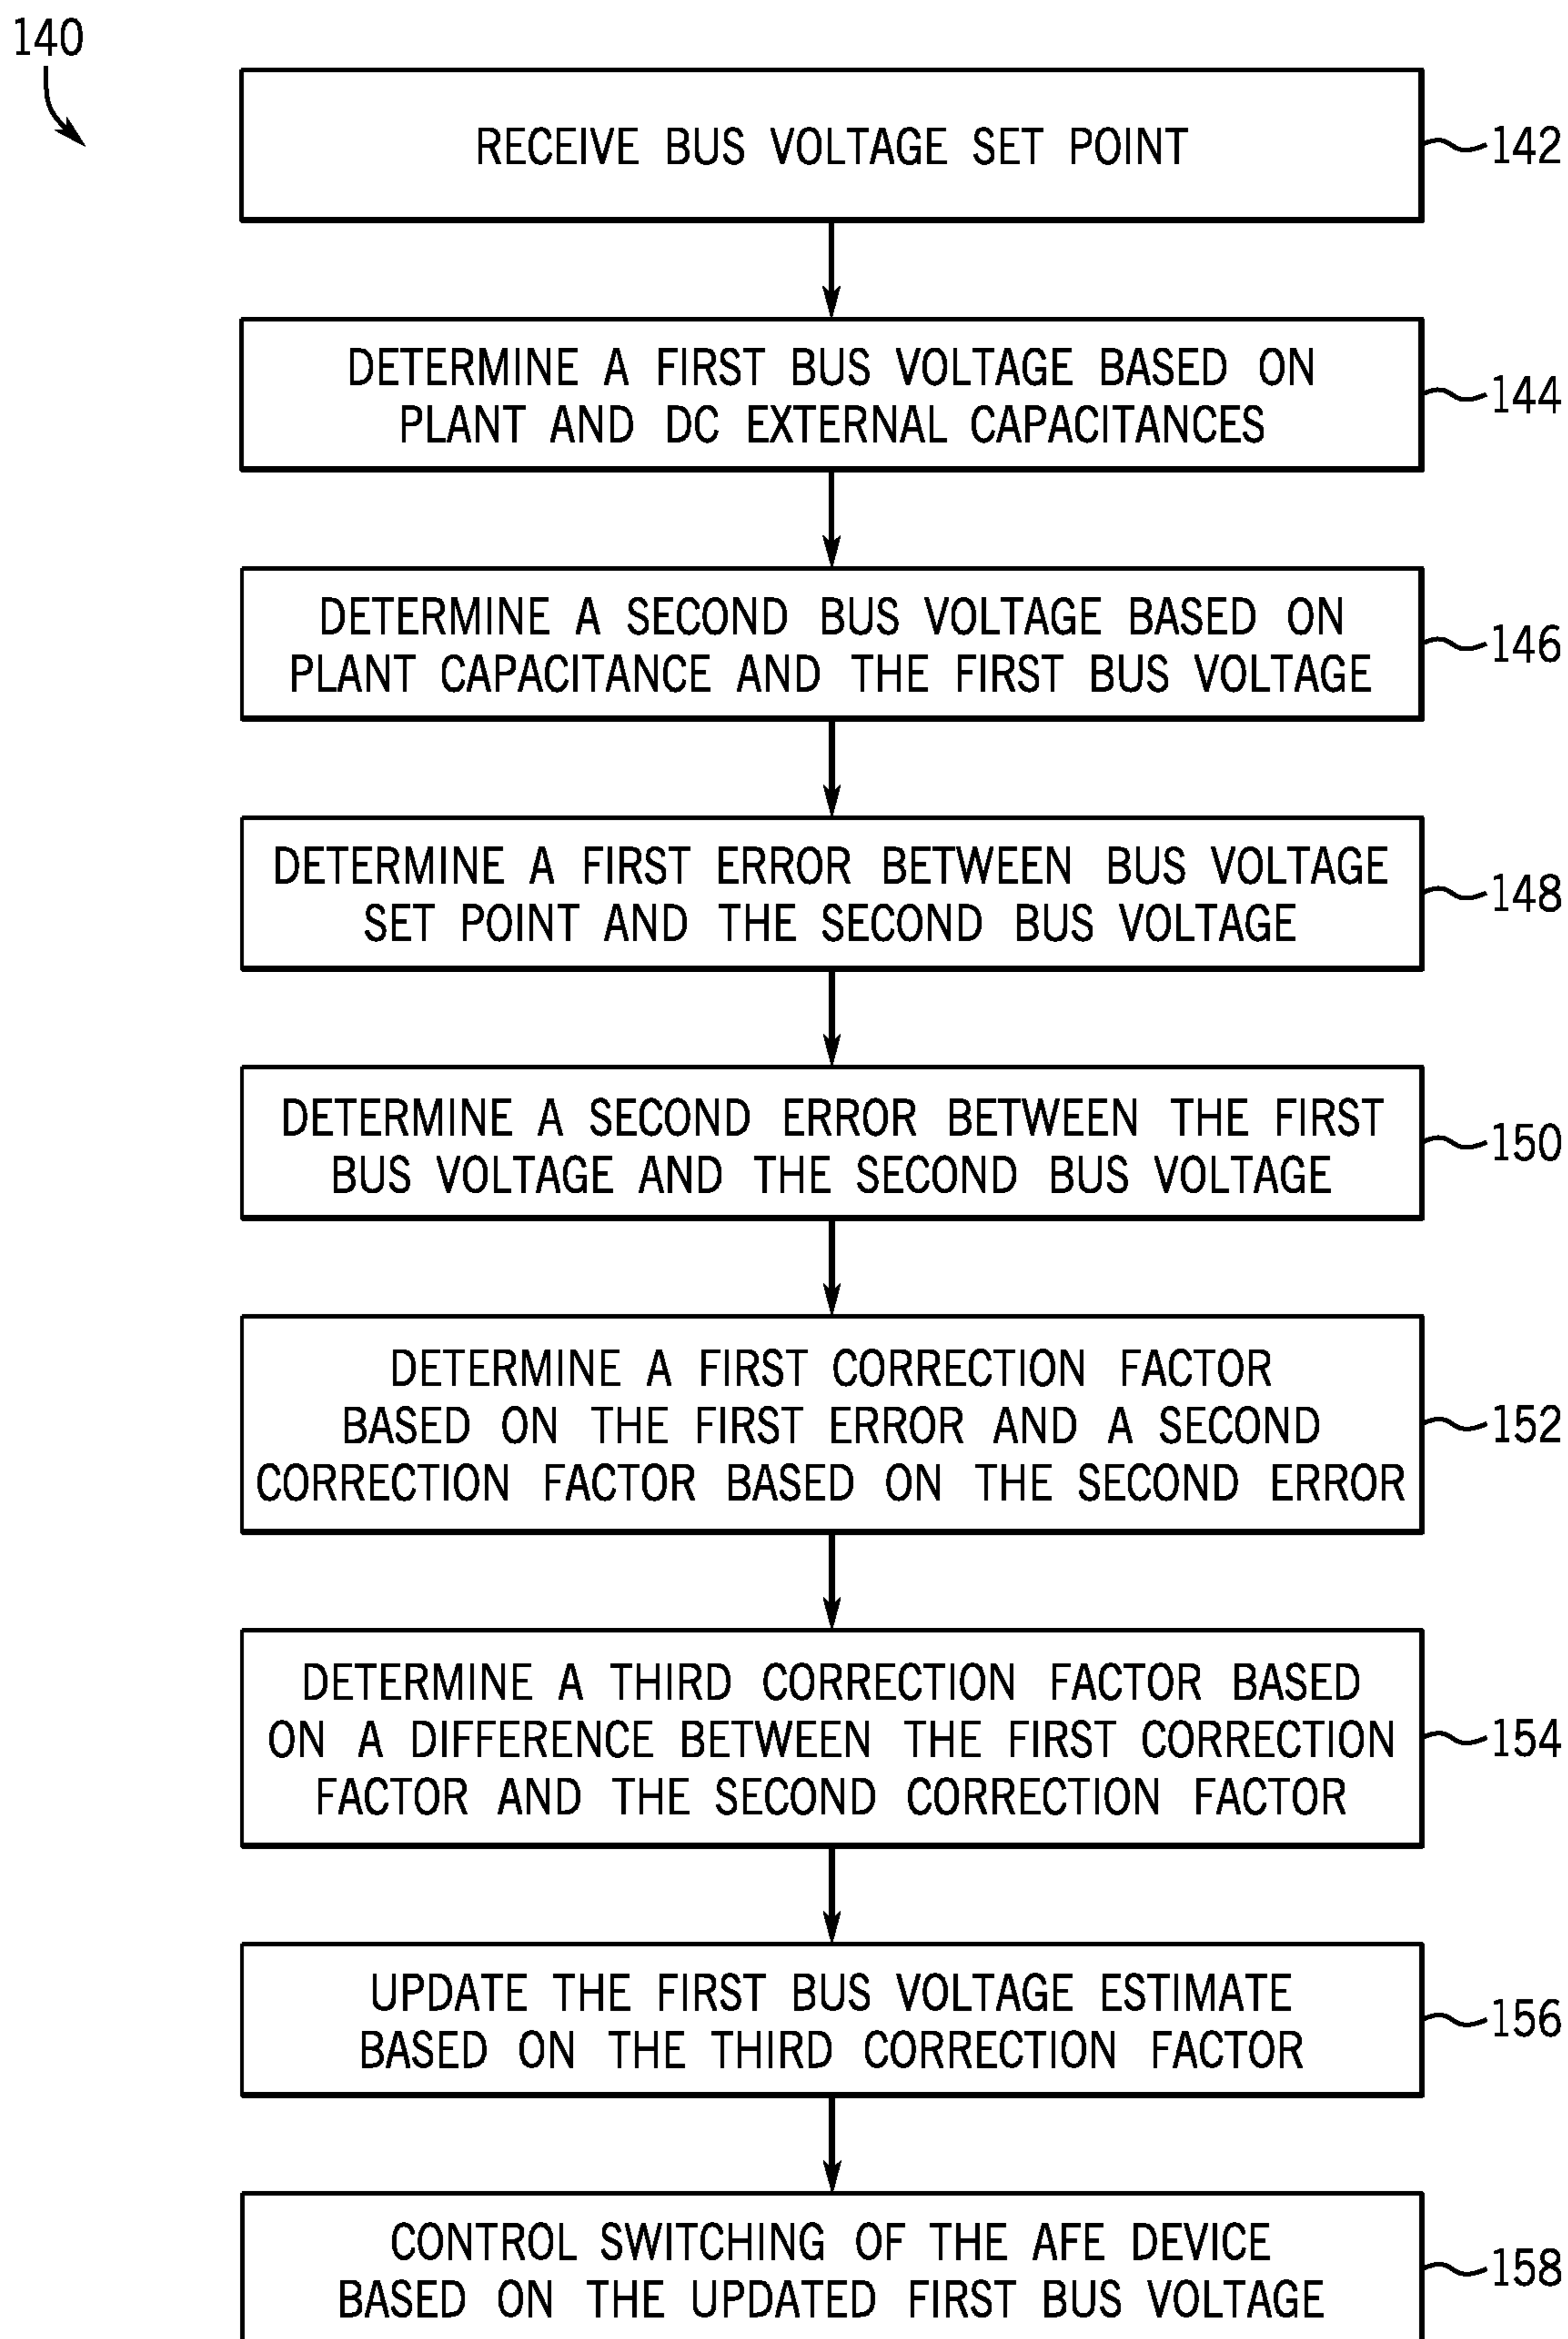 140
RECEIVE BUS VOLTAGE SET POINT
142
DETERMINE A FIRST BUS VOLTAGE BASED ON
PLANT AND DC EXTERNAL CAPACITANCES
144
DETERMINE A SECOND BUS VOLTAGE BASED ON
PLANT CAPACITANCE AND THE FIRST BUS VOLTAGE
146
DETERMINE A FIRST ERROR BETWEEN BUS VOLTAGE
SET POINT AND THE SECOND BUS VOLTAGE
148
DETERMINE A SECOND ERROR BETWEEN THE FIRST
BUS VOLTAGE AND THE SECOND BUS VOLTAGE
150
DETERMINE A FIRST CORRECTION FACTOR
BASED ON THE FIRST ERROR AND A SECOND
CORRECTION FACTOR BASED ON THE SECOND ERROR
152
DETERMINE A THIRD CORRECTION FACTOR BASED
ON A DIFFERENCE BETWEEN THE FIRST CORRECTION
FACTOR AND THE SECOND CORRECTION FACTOR
154
UPDATE THE FIRST BUS VOLTAGE ESTIMATE
BASED ON THE THIRD CORRECTION FACTOR
156
CONTROL SWITCHING OF THE AFE DEVICE
BASED ON THE UPDATED FIRST BUS VOLTAGE
158